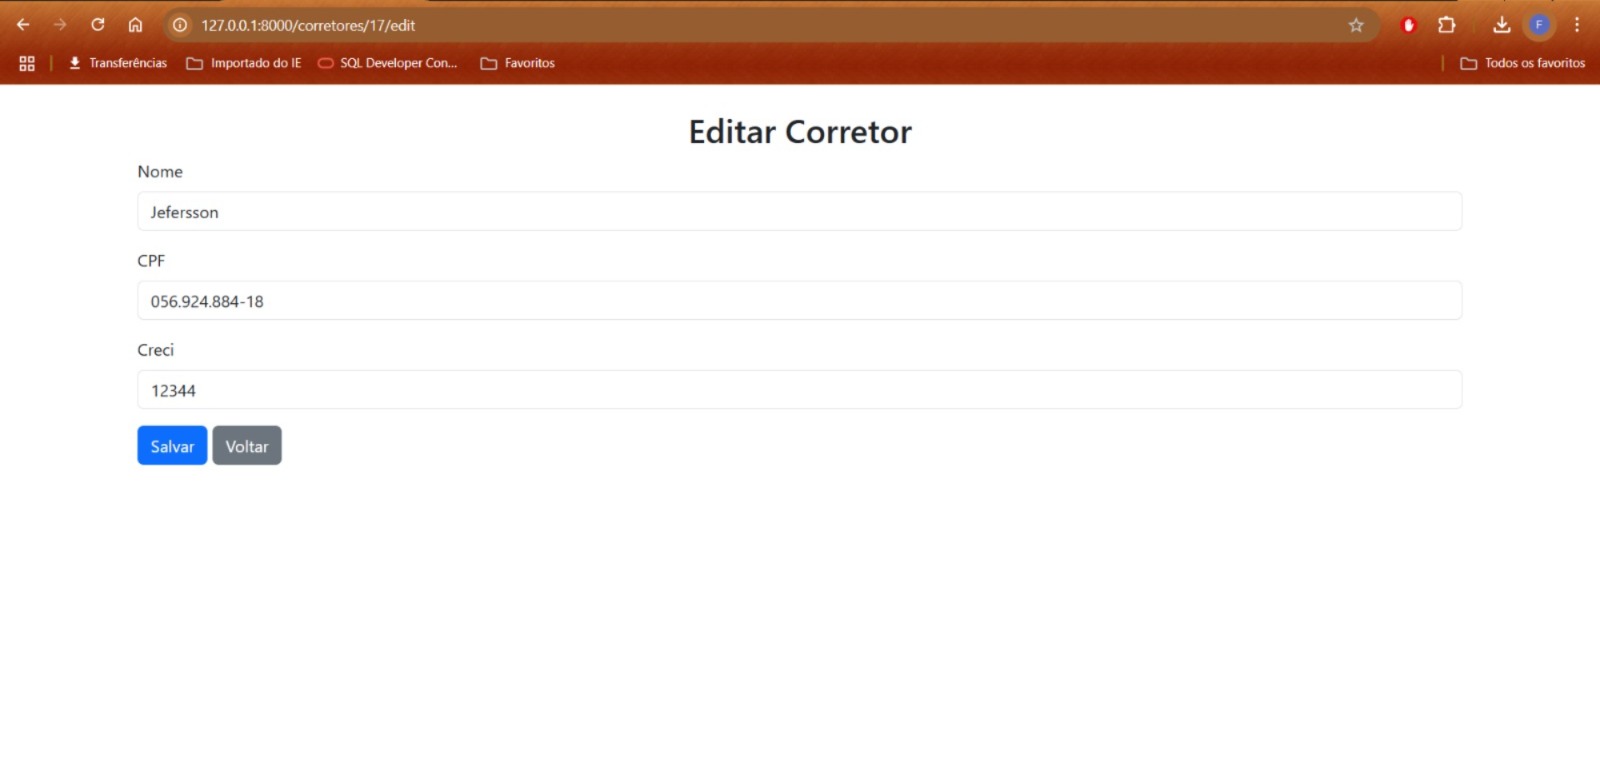 127.0.0.1:8000/corretores/17/edit
F
Transferências Importado do IE SQL Developer Con... Favoritos Todos os favoritos
Editar Corretor
Nome
Jefersson
CPF
056.924.884-18
Creci
12344
Salvar Voltar